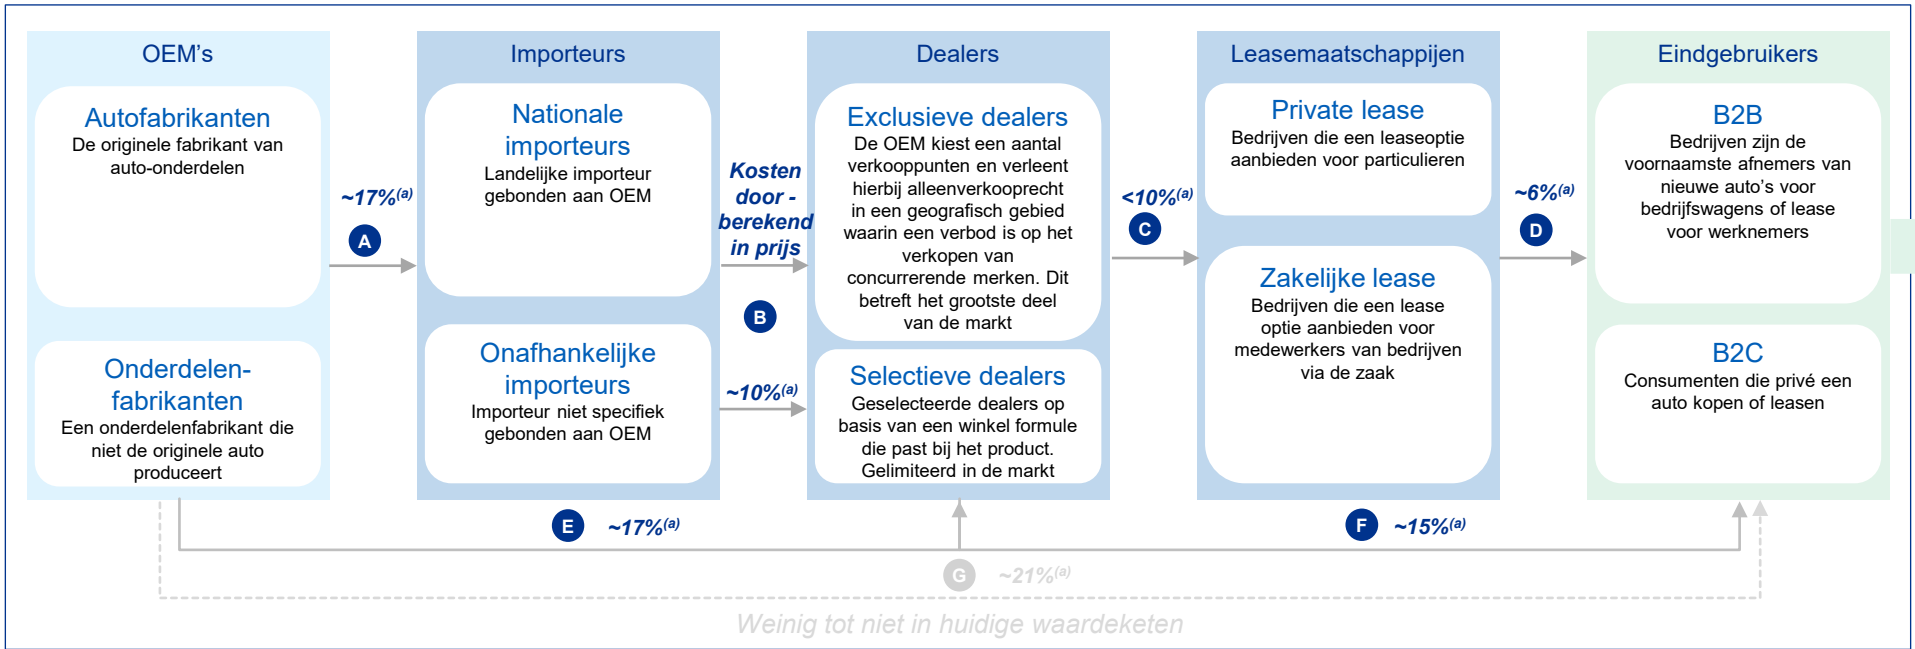 OEM's
Autofabrikanten
De originele fabrikant van
auto-onderdelen
Onderdelen-
fabrikanten
Een onderdelenfabrikant die
niet de originele auto
produceert
~17%(a)
A
Importeurs
Nationale
importeurs
Landelijke importeur
gebonden aan OEM
Onafhankelijke
importeurs
Importeur niet specifiek
gebonden aan OEM
Kosten
door -
berekend
in prijs
B
~10%(a)
Dealers
Exclusieve dealers
De OEM kiest een aantal
verkooppunten en verleent
hierbij alleenverkooprecht
in een geografisch gebied
waarin een verbod is op het
verkopen van
concurrerende merken. Dit
betreft het grootste deel
van de markt
Selectieve dealers
Geselecteerde dealers op
basis van een winkel formule
die past bij het product.
Gelimiteerd in de markt
<10%(a)
C
Leasemaatschappijen
Private lease
Bedrijven die een leaseoptie
aanbieden voor particulieren
Zakelijke lease
Bedrijven die een lease
optie aanbieden voor
medewerkers van bedrijven
via de zaak
~6%(a)
D
Eindgebruikers
B2B
Bedrijven zijn de
voornaamste afnemers van
nieuwe auto's voor
bedrijfswagens of lease
voor werknemers
B2C
Consumenten die privé een
auto kopen of leasen
E ~17%(a)
F ~15%(a)
G ~21%(a)
Weinig tot niet in huidige waardeketen